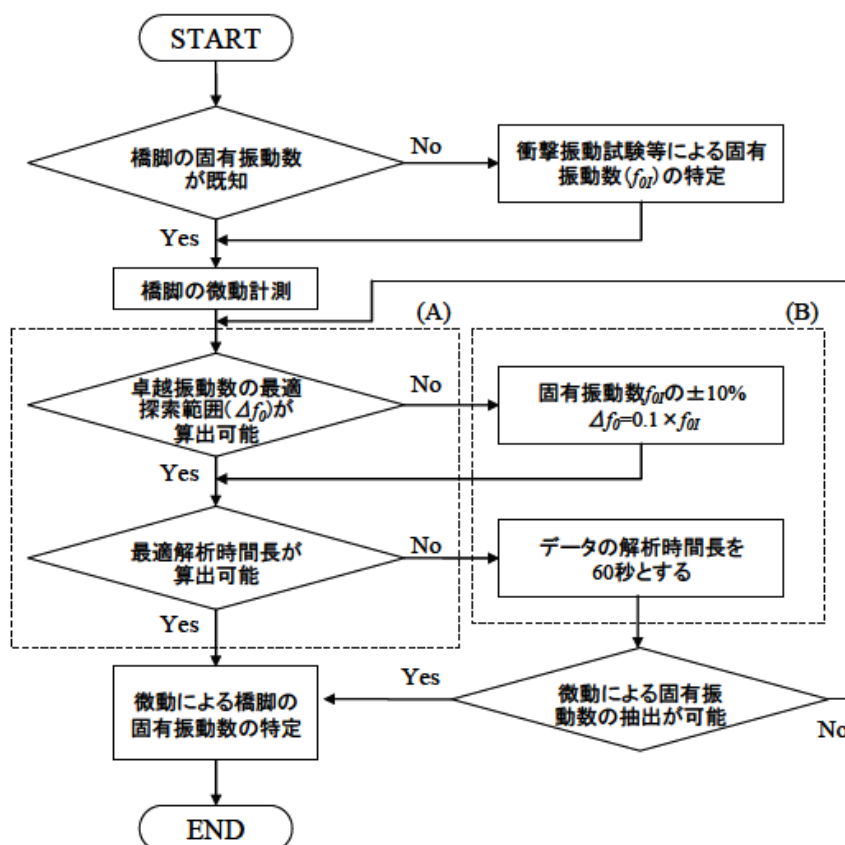 START
橋脚の固有振動数
が既知
No
衝撃振動試験等による固有
振動数(f0I)の特定
Yes
橋脚の微動計測
(A)
(B)
卓越振動数の最適
探索範囲(Δf0)が
算出可能
No
固有振動数f0Iの±10%
Δf0=0.1×f0I
Yes
最適解析時間長が
算出可能
No
データの解析時間長を
60秒とする
Yes
微動による橋脚の
固有振動数の特定
Yes
微動による固有振
動数の抽出が可能
No
END